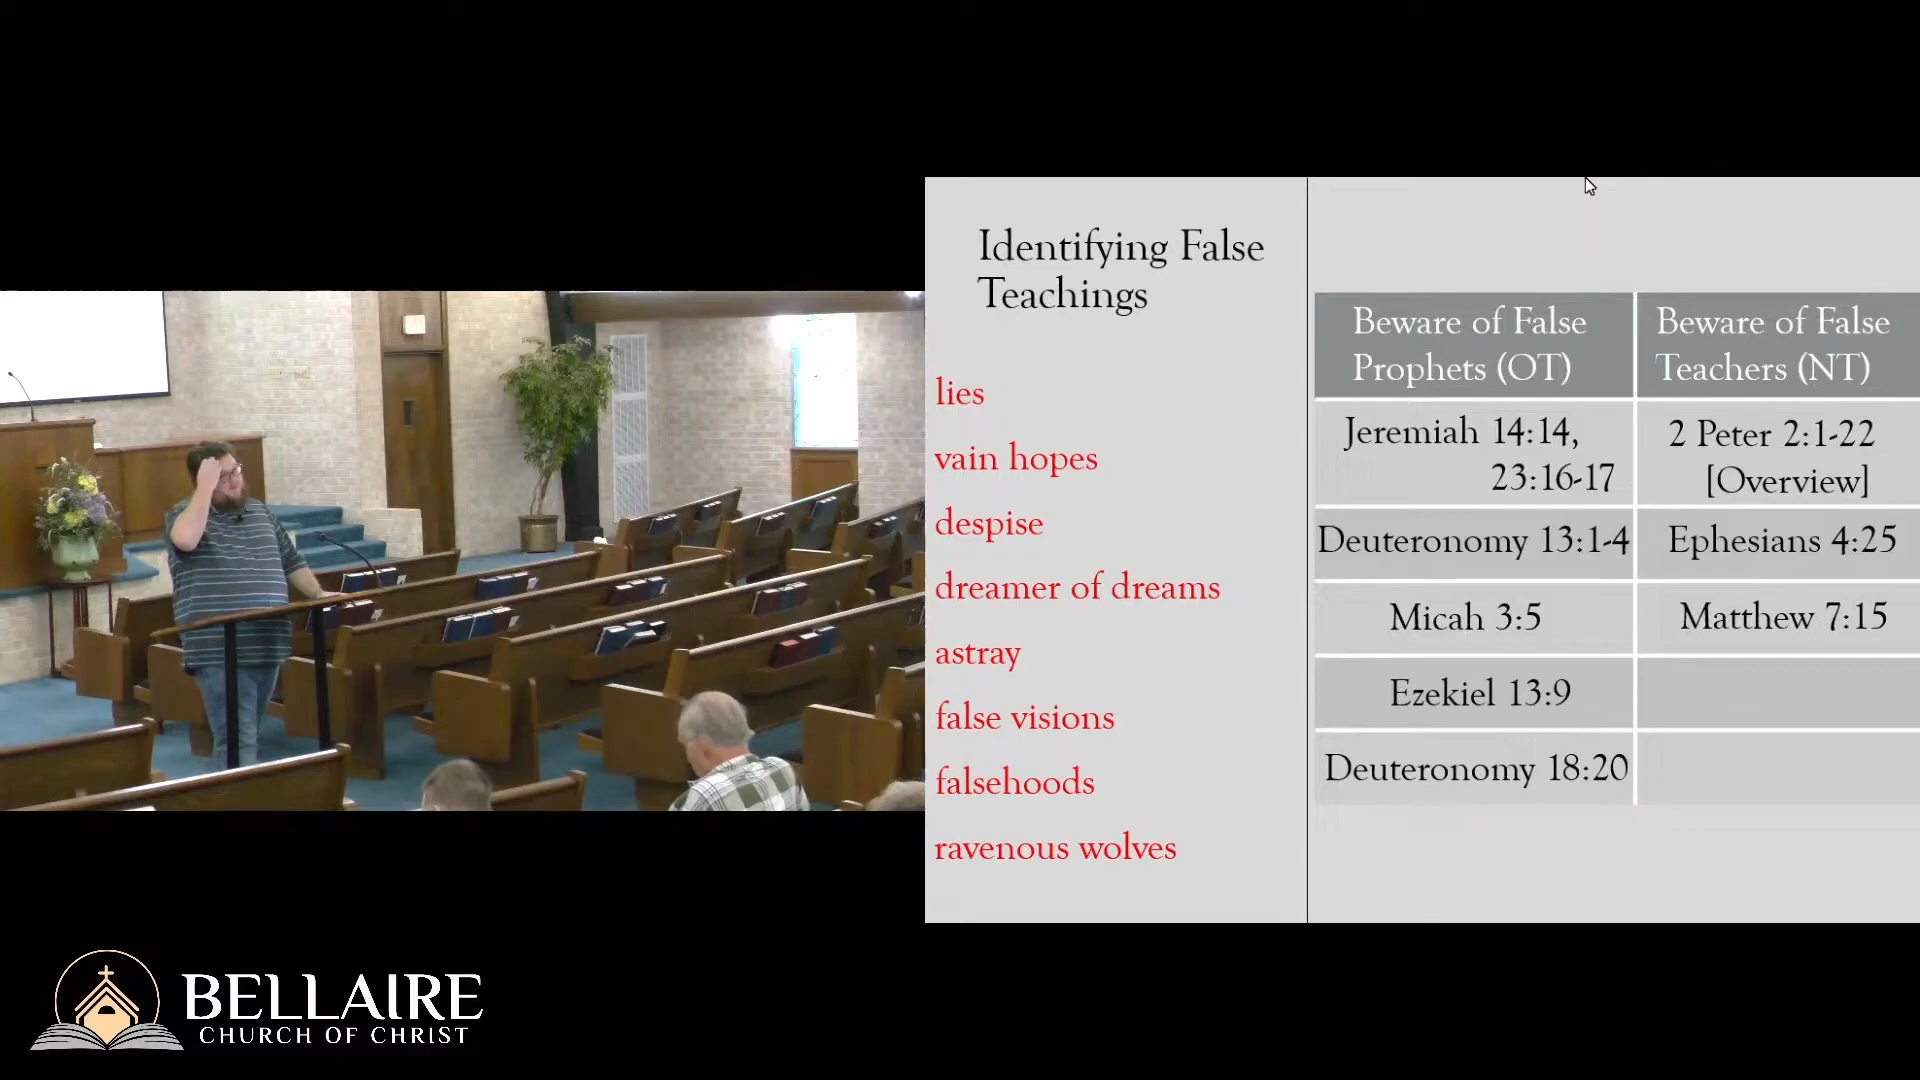 Identifying False
Teachings
lies
vain hopes
despise
dreamer of dreams
astray
false visions
falsehoods
ravenous wolves
Beware of False
Prophets (OT)
Beware of False
Teachers (NT)
Jeremiah 14:14,
23:16-17
2 Peter 2:1-22
[Overview]
Deuteronomy 13:1-4
Ephesians 4:25
Micah 3:5
Matthew 7:15
Ezekiel 13:9
Deuteronomy 18:20
BELLAIRE
CHURCH OF CHRIST